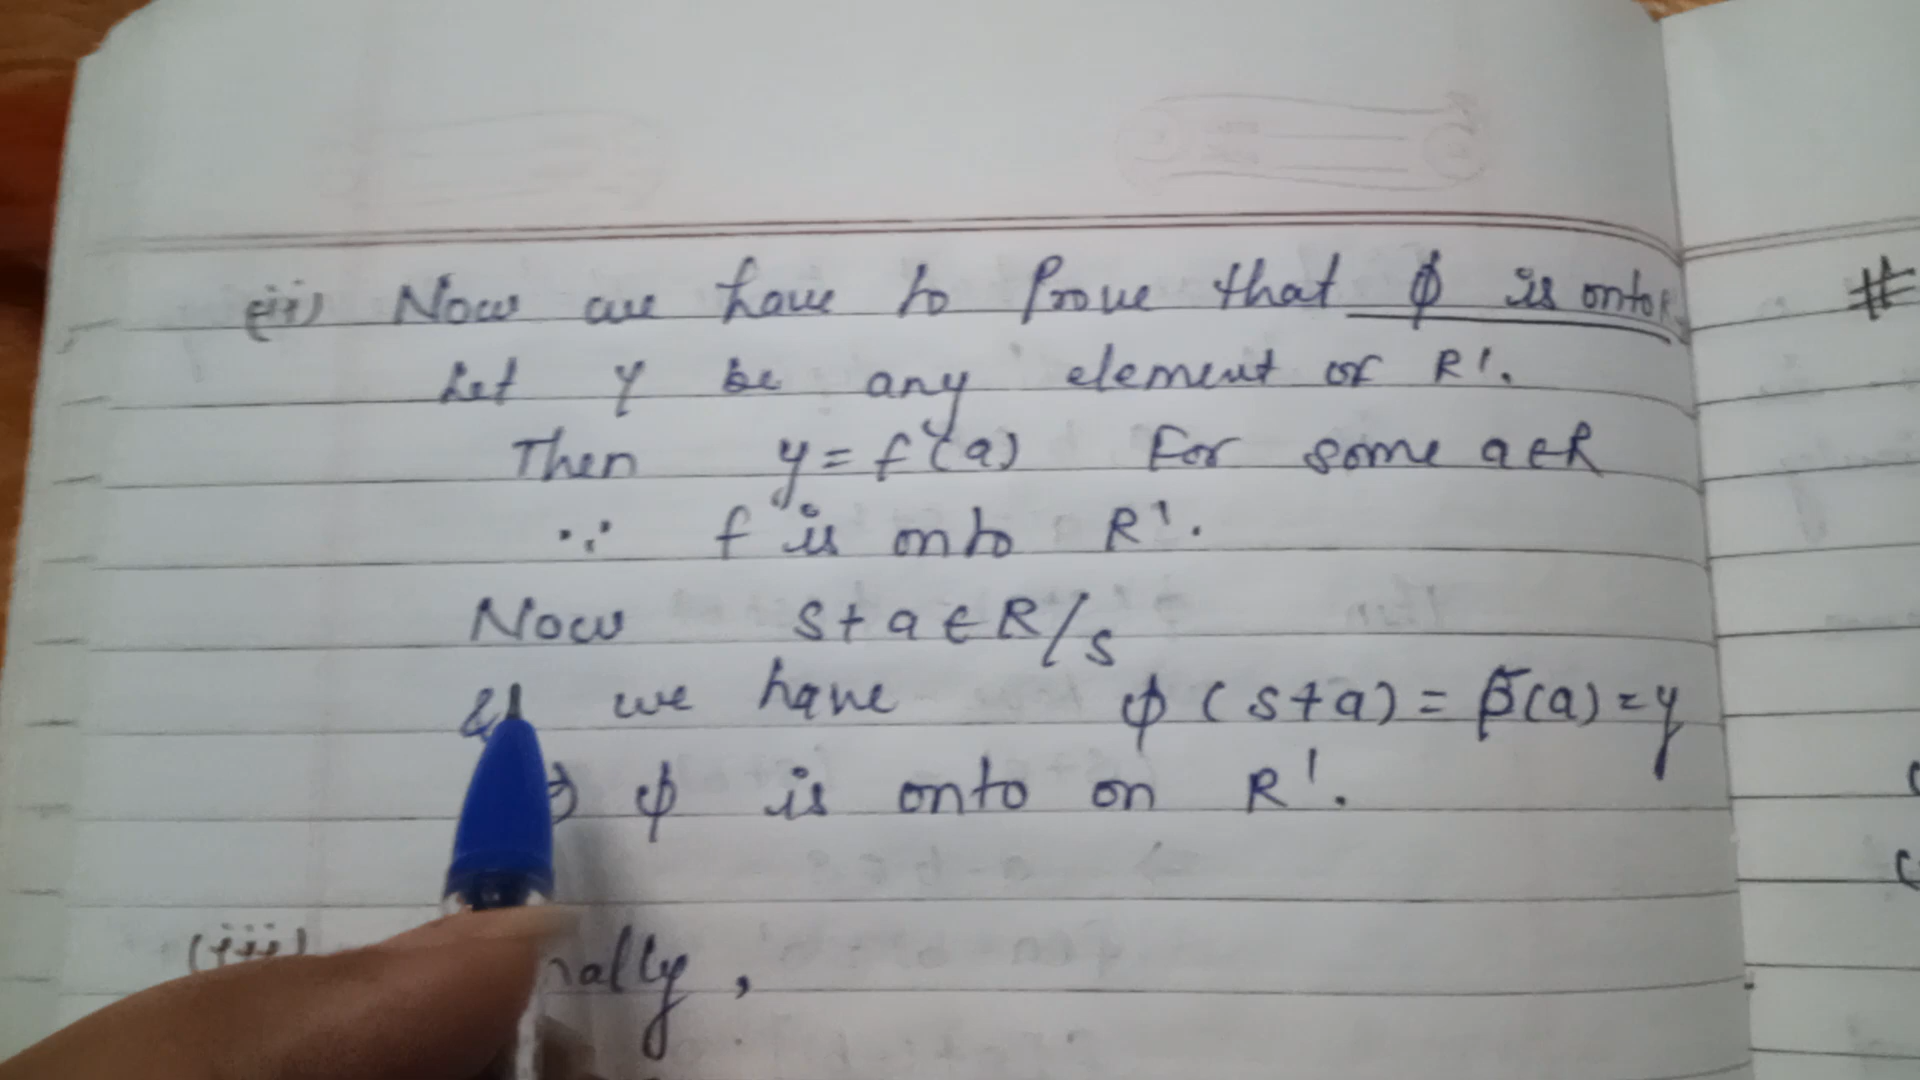 (ii) Now we have to Prove that ϕ is onto
Let y be any element of R'.
Then y = f(a) For some a∈R
∵ f is onto R'.
Now s+a∈R/s
& we have ϕ(s+a) = f(a) = y
ϕ is onto on R'.
(iii) nally,
#